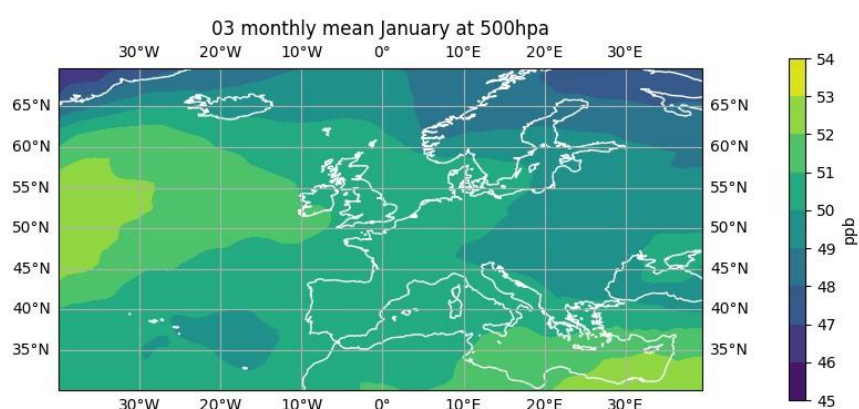 03 monthly mean January at 500hpa
30°W 20°W 10°W 0° 10°E 20°E 30°E
54
65°N 65°N
53
60°N 60°N
52
55°N 55°N
51
50°N 50°N
50
ppb
49
45°N 45°N
48
40°N 40°N
47
35°N 35°N
46
45
30°W 20°W 10°W 0° 10°E 20°E 30°E